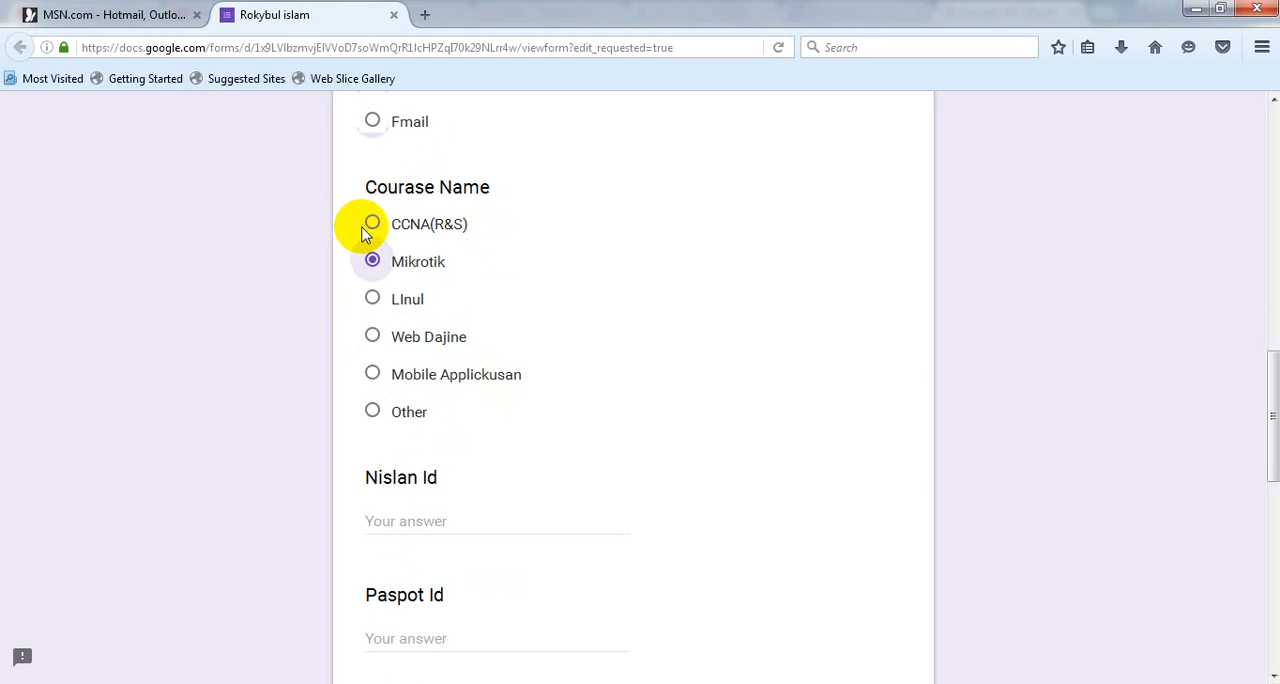 MSN.com - Hotmail, Outlo...
Rokybul islam
https://docs.google.com/forms/d/1x9LVIbzmvjEIVVoD7soWmQrR1IcHPZqI70k29NLrr4w/viewform?edit_requested=true
Search
Most Visited
Getting Started
Suggested Sites
Web Slice Gallery
Fmail
Courase Name
CCNA(R&S)
Mikrotik
LInul
Web Dajine
Mobile Applickusan
Other
Nislan Id
Your answer
Paspot Id
Your answer